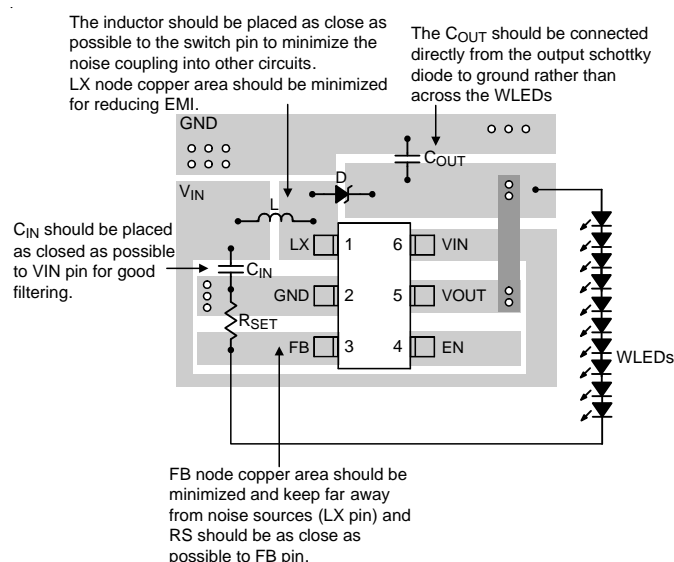 The inductor should be placed as close as
possible to the switch pin to minimize the
noise coupling into other circuits.
LX node copper area should be minimized
for reducing EMI.
The COUT should be connected
directly from the output schottky
diode to ground rather than
across the WLEDs
GND
COUT
D
VIN
L
CIN should be placed
as closed as possible
to VIN pin for good
filtering.
CIN
LX 1 6 VIN
GND 2 5 VOUT
RSET
FB 3 4 EN
WLEDs
FB node copper area should be
minimized and keep far away
from noise sources (LX pin) and
RS should be as close as
possible to FB pin.